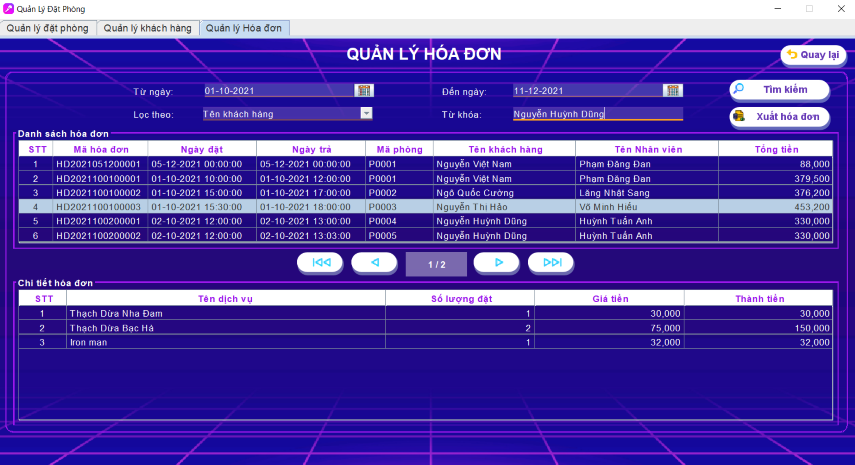 Quản Lý Đặt Phòng
Quản lý đặt phòng Quản lý khách hàng Quản lý Hóa đơn
QUẢN LÝ HÓA ĐƠN
Quay lại
Từ ngày: 01-10-2021 Đến ngày: 11-12-2021 Tìm kiếm
Lọc theo: Tên khách hàng Từ khóa: Nguyễn Huỳnh Dũng Xuất hóa đơn
Danh sách hóa đơn
STT Mã hóa đơn Ngày đặt Ngày trả Mã phòng Tên khách hàng Tên Nhân viên Tổng tiền
1 HD2021051200001 05-12-2021 00:00:00 05-12-2021 00:00:00 P0001 Nguyễn Việt Nam Phạm Đăng Đan 88,000
2 HD2021100100001 01-10-2021 10:00:00 01-10-2021 12:00:00 P0001 Nguyễn Việt Nam Phạm Đăng Đan 379,500
3 HD2021100100002 01-10-2021 15:00:00 01-10-2021 17:00:00 P0002 Ngô Quốc Cường Lăng Nhật Sang 376,200
4 HD2021100100003 01-10-2021 15:30:00 01-10-2021 18:00:00 P0003 Nguyễn Thị Hảo Võ Minh Hiếu 453,200
5 HD2021100200001 02-10-2021 12:00:00 02-10-2021 13:00:00 P0004 Nguyễn Huỳnh Dũng Huỳnh Tuấn Anh 330,000
6 HD2021100200002 02-10-2021 12:00:00 02-10-2021 13:03:00 P0005 Nguyễn Huỳnh Dũng Huỳnh Tuấn Anh 330,000
1 / 2
Chi tiết hóa đơn
STT Tên dịch vụ Số lượng đặt Giá tiền Thành tiền
1 Thạch Dừa Nha Đam 1 30,000 30,000
2 Thạch Dừa Bạc Hà 2 75,000 150,000
3 Iron man 1 32,000 32,000